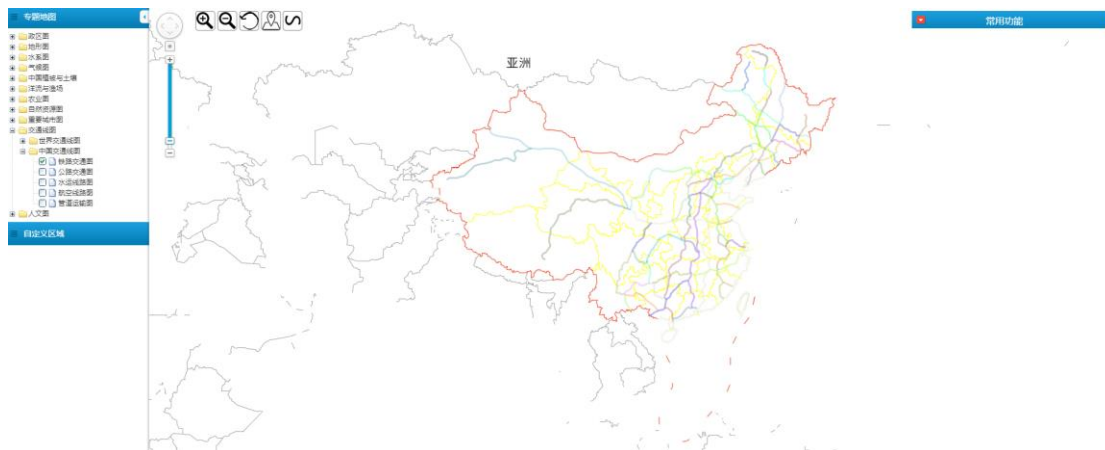 专题地图
政区图
地形图
水系图
气候图
中国植被与土壤
洋流与渔场
农业图
自然资源图
重要城市图
交通线图
世界交通线图
中国交通线图
铁路交通图
公路交通图
水运线路图
航空线路图
管道运输图
人文图
自定义区域
亚洲
常用功能